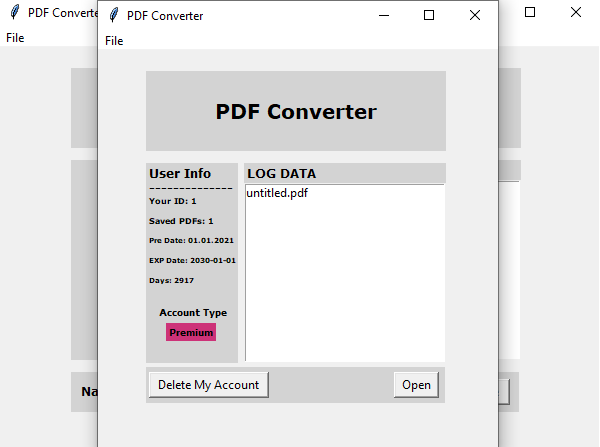 PDF Converter
File
PDF Converter
File
PDF Converter
User Info
---------------
Your ID: 1
Saved PDFs: 1
Pre Date: 01.01.2021
EXP Date: 2030-01-01
Days: 2917
Account Type
Premium
LOG DATA
untitled.pdf
Delete My Account
Open